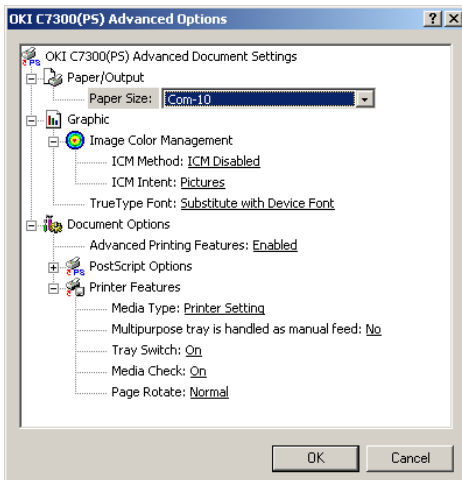 OKI C7300(PS) Advanced Options
OKI C7300(PS) Advanced Document Settings
Paper/Output
Paper Size: Com-10
Graphic
Image Color Management
ICM Method: ICM Disabled
ICM Intent: Pictures
TrueType Font: Substitute with Device Font
Document Options
Advanced Printing Features: Enabled
PostScript Options
Printer Features
Media Type: Printer Setting
Multipurpose tray is handled as manual feed: No
Tray Switch: On
Media Check: On
Page Rotate: Normal
OK Cancel